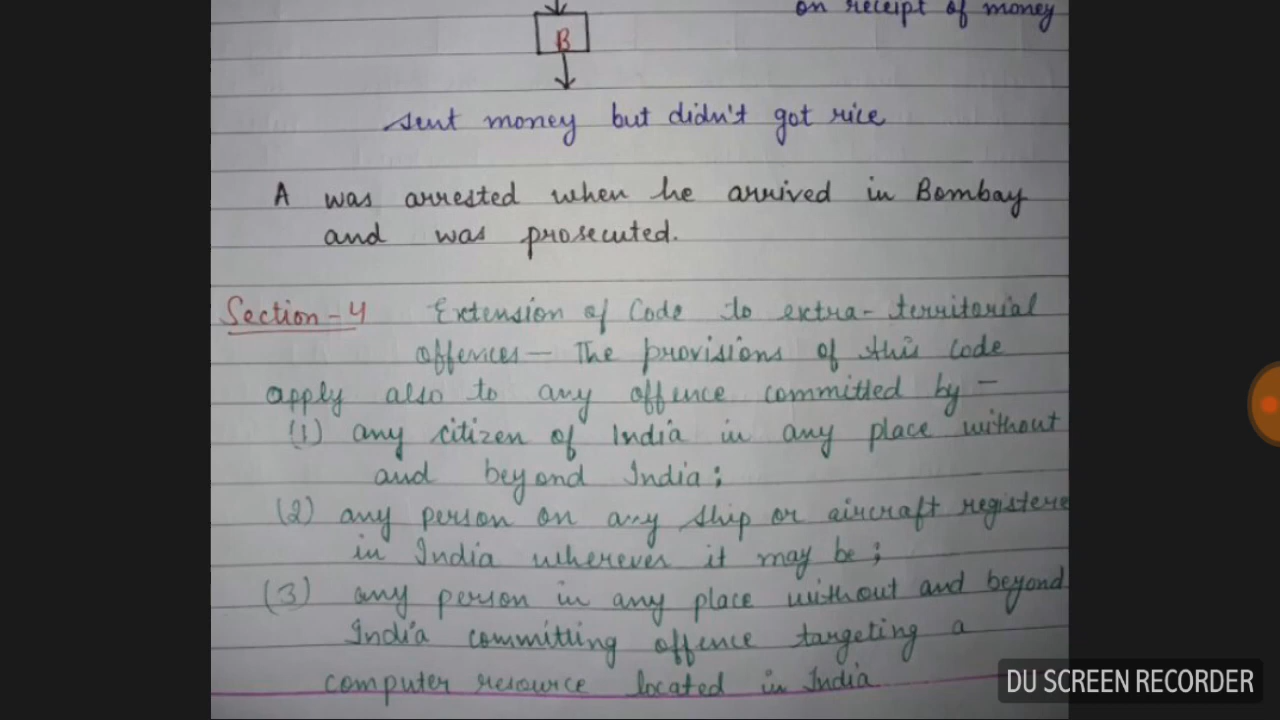 on receipt of money
B
sent money but didn't got rice
A was arrested when he arrived in Bombay
and was prosecuted.
Section-4 Extension of Code to extra-territorial
offences- The provisions of this code
apply also to any offence committed by -
(1) any citizen of India in any place without
and beyond India;
(2) any person on any ship or aircraft registere
in India wherever it may be;
(3) any person in any place without and beyond
India committing offence targeting a
computer resource located in India
DU SCREEN RECORDER